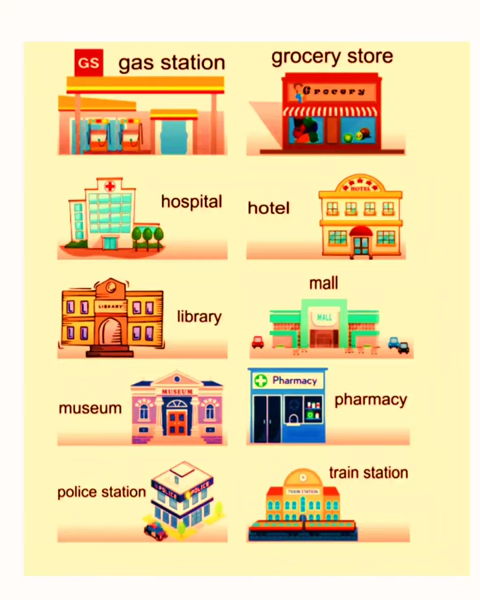 GS
gas station
grocery store
Grocery
hospital
hotel
HOTEL
LIBRARY
library
mall
MALL
museum
MUSEUM
Pharmacy
pharmacy
police station
POLICE
POLICE
train station
TRAIN STATION